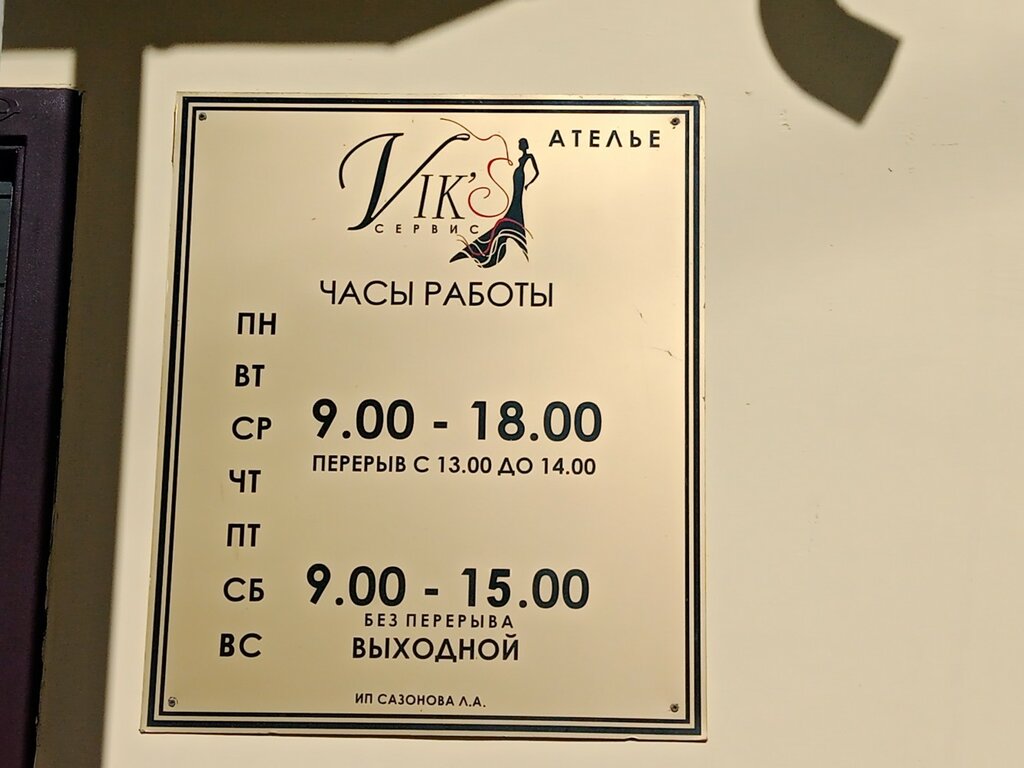 АТЕЛЬЕ
VIK'S
СЕРВИС
ЧАСЫ РАБОТЫ
ПН
ВТ
СР 9.00 - 18.00
ПЕРЕРЫВ С 13.00 ДО 14.00
ЧТ
ПТ
СБ 9.00 - 15.00
БЕЗ ПЕРЕРЫВА
ВС ВЫХОДНОЙ
ИП САЗОНОВА Л.А.